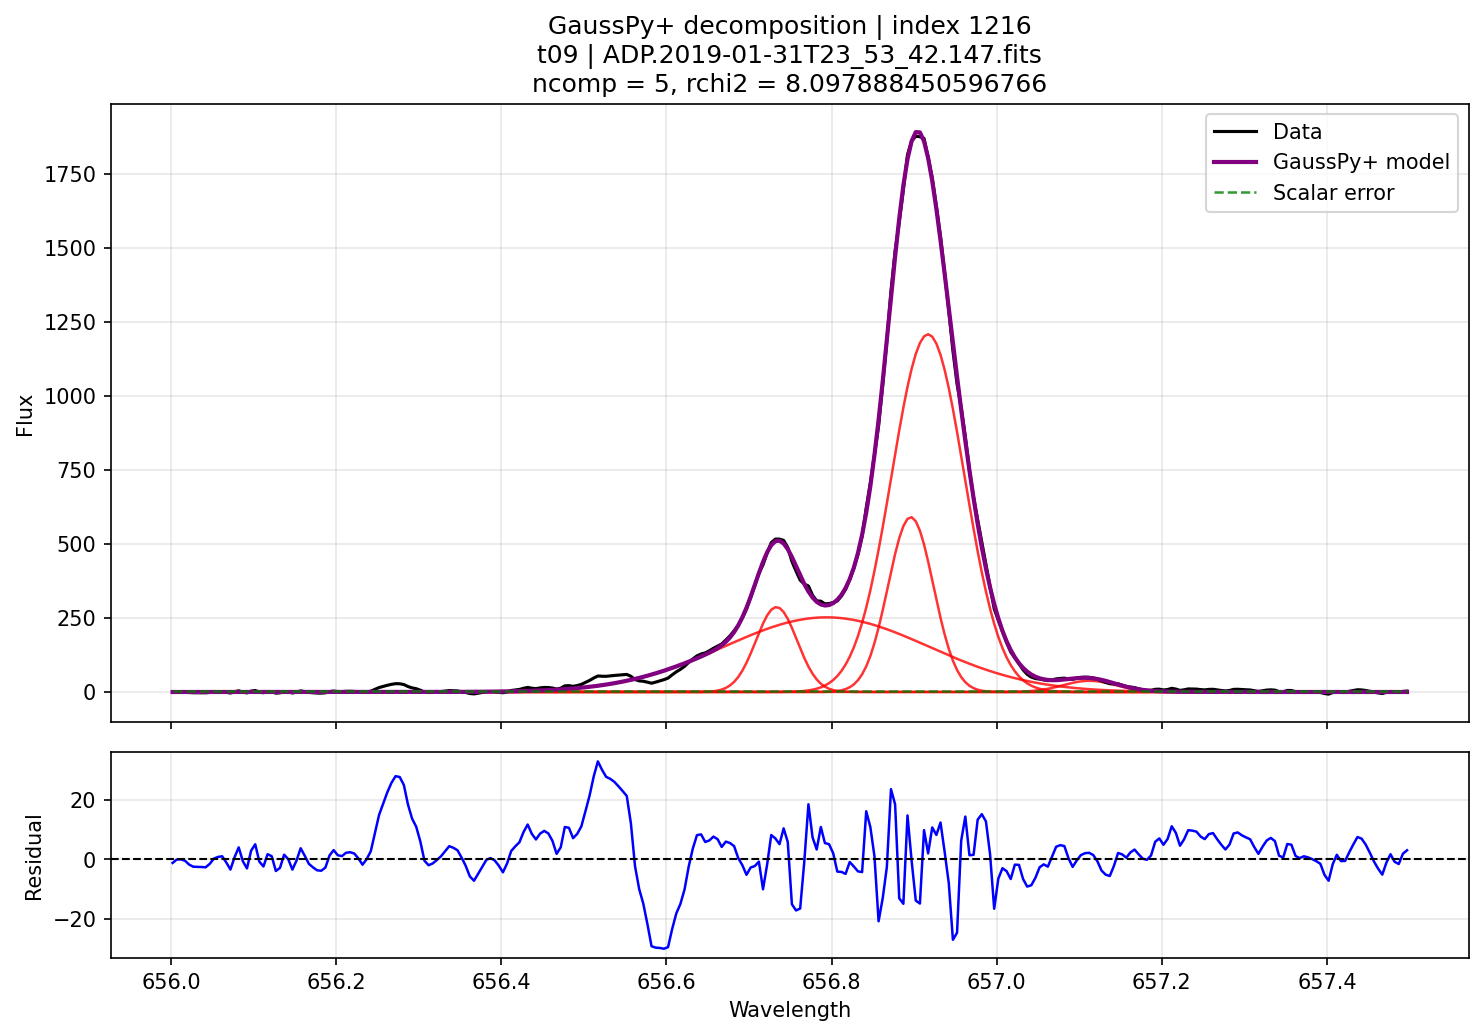 GaussPy+ decomposition | index 1216
t09 | ADP.2019-01-31T23_53_42.147.fits
ncomp = 5, rchi2 = 8.097888450596766
Data
GaussPy+ model
Scalar error
Flux
1750
1500
1250
1000
750
500
250
0
Residual
20
0
−20
656.0 656.2 656.4 656.6 656.8 657.0 657.2 657.4
Wavelength